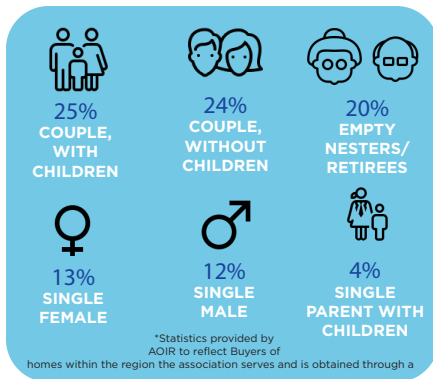 25%
COUPLE,
WITH
CHILDREN
24%
COUPLE,
WITHOUT
CHILDREN
20%
EMPTY
NESTERS/
RETIREES
13%
SINGLE
FEMALE
12%
SINGLE
MALE
4%
SINGLE
PARENT WITH
CHILDREN
*Statistics provided by
AOIR to reflect Buyers of
homes within the region the association serves and is obtained through a